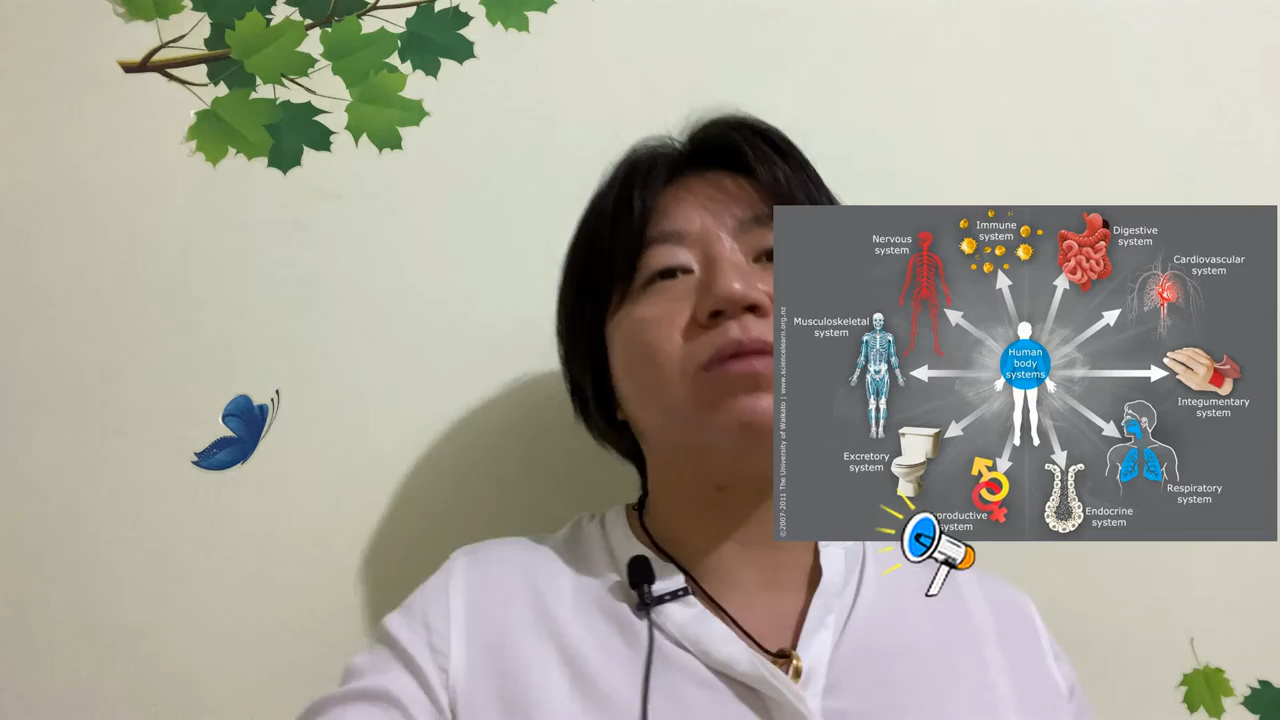 Immune
system
Digestive
system
Nervous
system
Cardiovascular
system
Musculoskeletal
system
Human
body
systems
Integumentary
system
Excretory
system
Respiratory
system
productive
system
Endocrine
system
©2007-2011 The University of Waikato | www.sciencelearn.org.nz